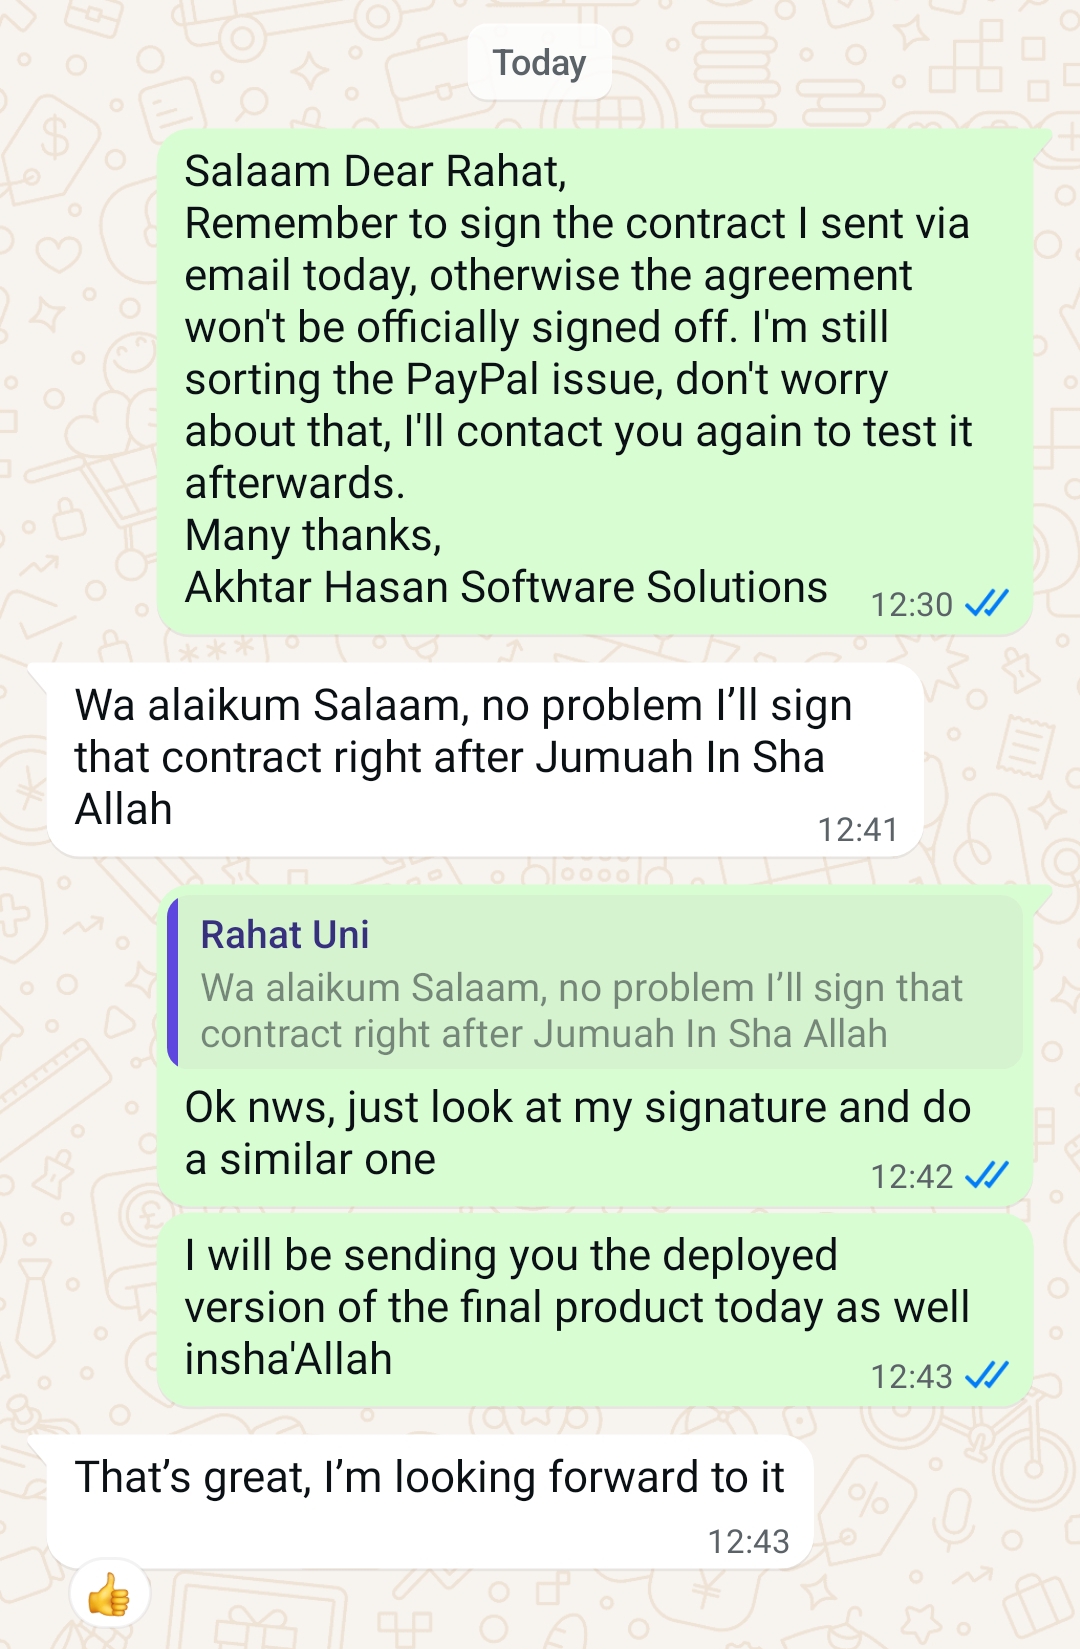 Today
Salaam Dear Rahat,
Remember to sign the contract I sent via
email today, otherwise the agreement
won't be officially signed off. I'm still
sorting the PayPal issue, don't worry
about that, I'll contact you again to test it
afterwards.
Many thanks,
Akhtar Hasan Software Solutions
12:30
Wa alaikum Salaam, no problem I’ll sign
that contract right after Jumuah In Sha
Allah
12:41
Rahat Uni
Wa alaikum Salaam, no problem I’ll sign that
contract right after Jumuah In Sha Allah
Ok nws, just look at my signature and do
a similar one
12:42
I will be sending you the deployed
version of the final product today as well
insha'Allah
12:43
That’s great, I’m looking forward to it
12:43